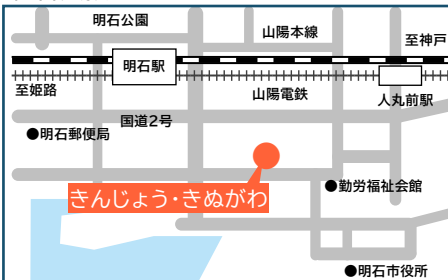 明石公園
山陽本線
至神戸
明石駅
至姫路
山陽電鉄
人丸前駅
国道2号
●明石郵便局
きんじょう・きぬがわ
●勤労福祉会館
●明石市役所